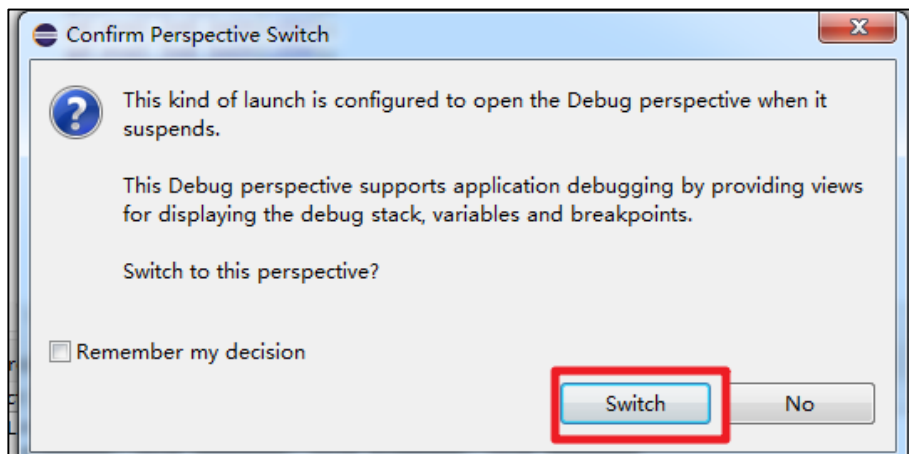 Confirm Perspective Switch
This kind of launch is configured to open the Debug perspective when it
suspends.
This Debug perspective supports application debugging by providing views
for displaying the debug stack, variables and breakpoints.
Switch to this perspective?
Remember my decision
Switch No